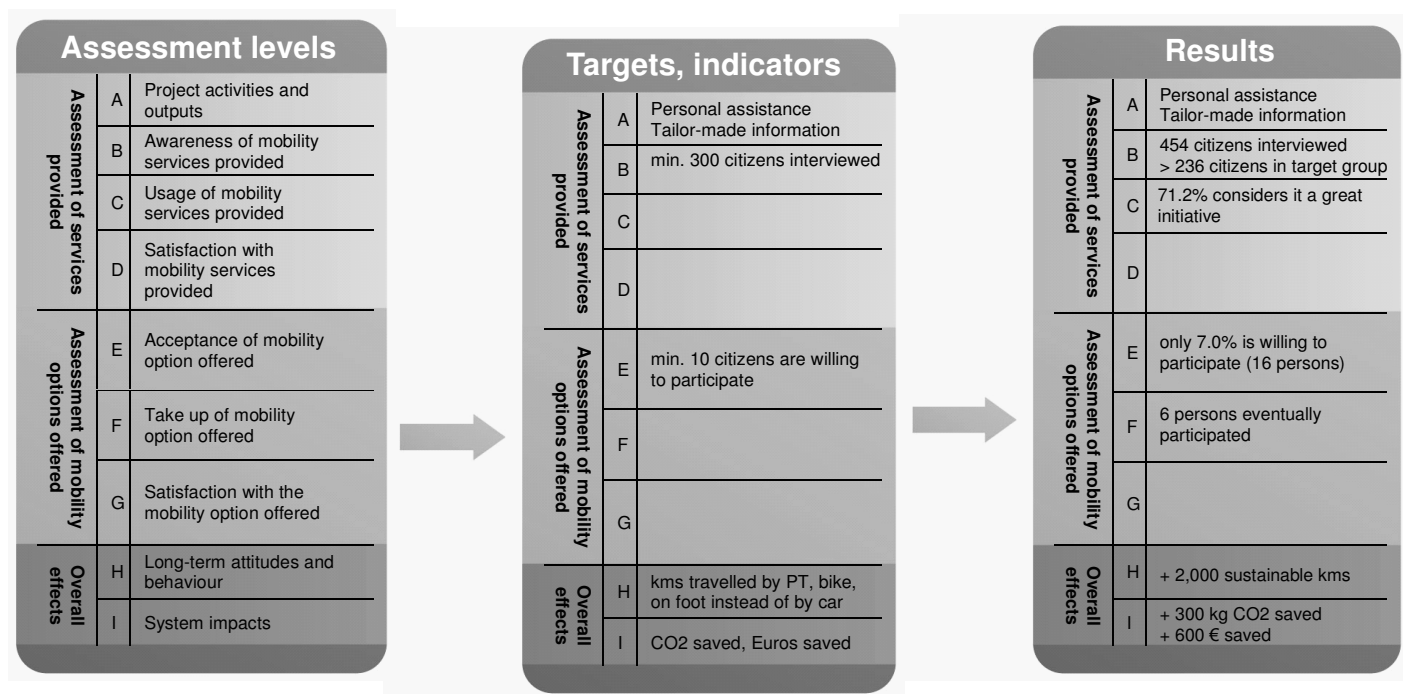 Assessment levels
Assessment of services
provided
A
Project activities and
outputs
B
Awareness of mobility
services provided
C
Usage of mobility
services provided
D
Satisfaction with
mobility services
provided
Assessment of mobility
options offered
E
Acceptance of mobility
option offered
F
Take up of mobility
option offered
G
Satisfaction with the
mobility option offered
Overall
effects
H
Long-term attitudes and
behaviour
I
System impacts
Targets, indicators
Assessment of services
provided
A
Personal assistance
Tailor-made information
B
min. 300 citizens interviewed
C
D
Assessment of mobility
options offered
E
min. 10 citizens are willing
to participate
F
G
Overall
effects
H
kms travelled by PT, bike,
on foot instead of by car
I
CO2 saved, Euros saved
Results
Assessment of services
provided
A
Personal assistance
Tailor-made information
B
454 citizens interviewed
> 236 citizens in target group
C
71.2% considers it a great
initiative
D
Assessment of mobility
options offered
E
only 7.0% is willing to
participate (16 persons)
F
6 persons eventually
participated
G
Overall
effects
H
+ 2,000 sustainable kms
I
+ 300 kg CO2 saved
+ 600 € saved